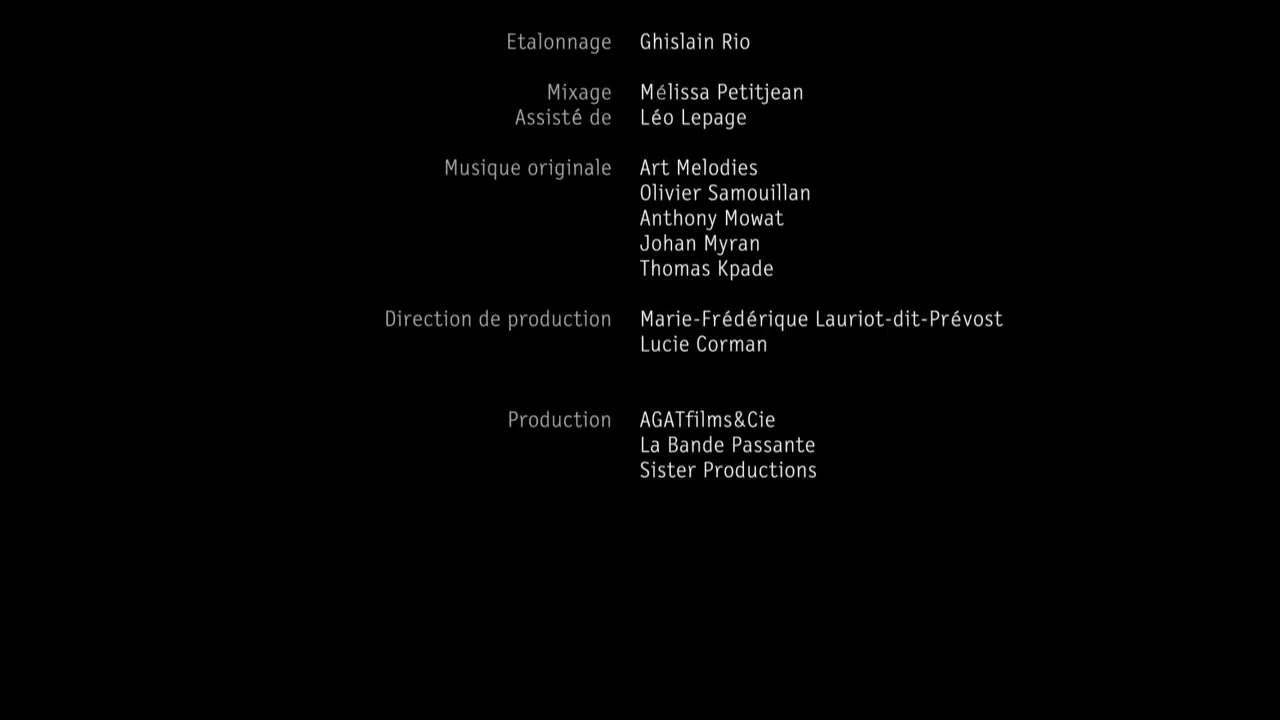 Etalonnage Ghislain Rio
Mixage Mélissa Petitjean
Assisté de Léo Lepage
Musique originale Art Melodies
Olivier Samouillan
Anthony Mowat
Johan Myran
Thomas Kpade
Direction de production Marie-Frédérique Lauriot-dit-Prévost
Lucie Corman
Production AGATfilms&Cie
La Bande Passante
Sister Productions